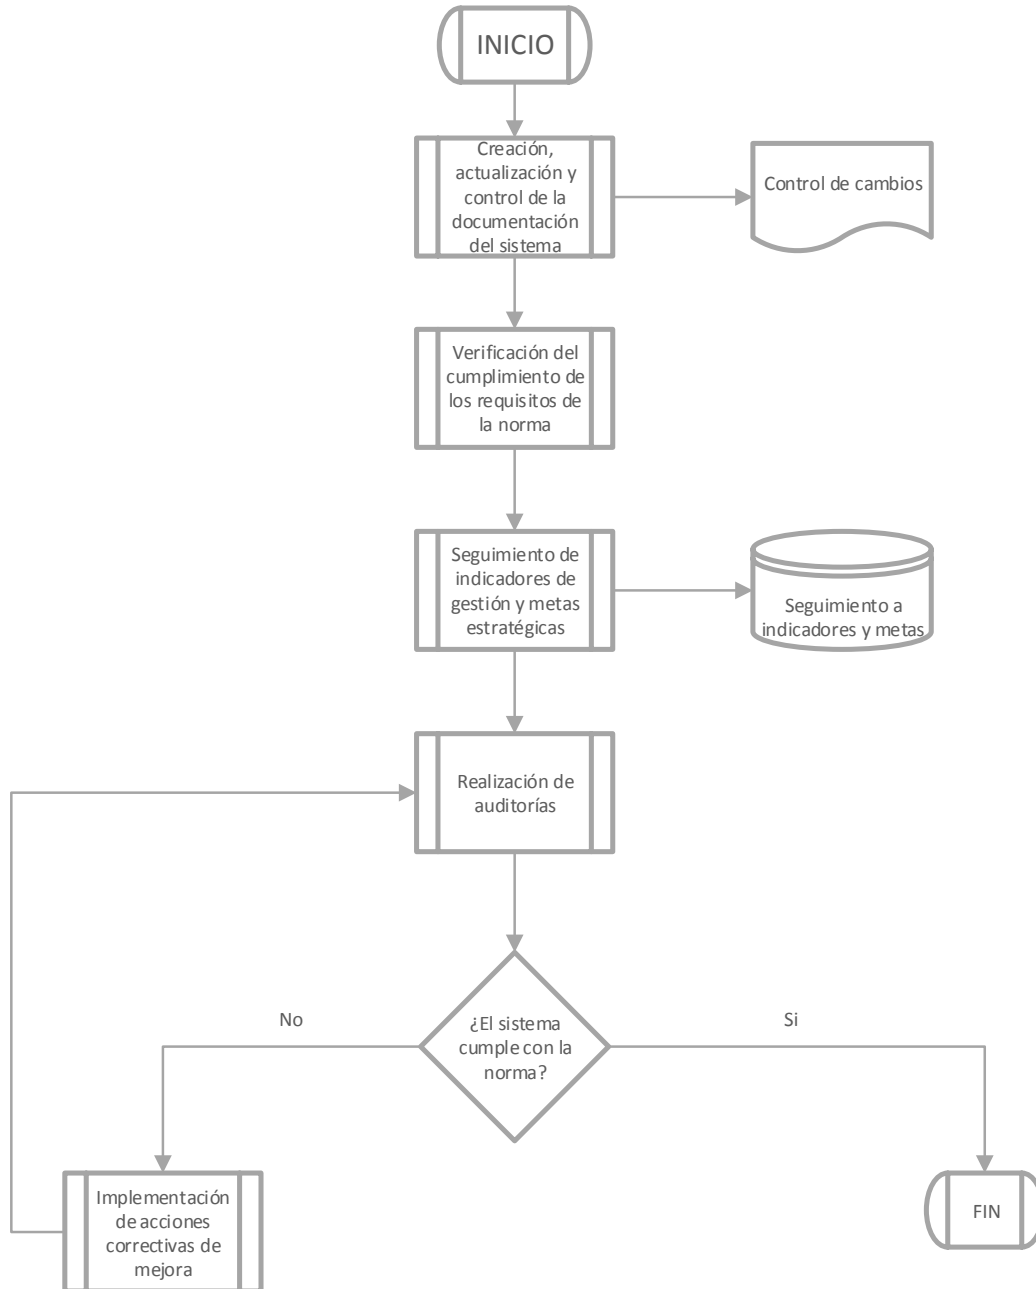 INICIO
Creación,
actualización y
control de la
documentación
del sistema
Control de cambios
Verificación del
cumplimiento de
los requisitos de
la norma
Seguimiento de
indicadores de
gestión y metas
estratégicas
Seguimiento a
indicadores y metas
Realización de
auditorías
¿El sistema
cumple con la
norma?
No
Si
Implementación
de acciones
correctivas de
mejora
FIN